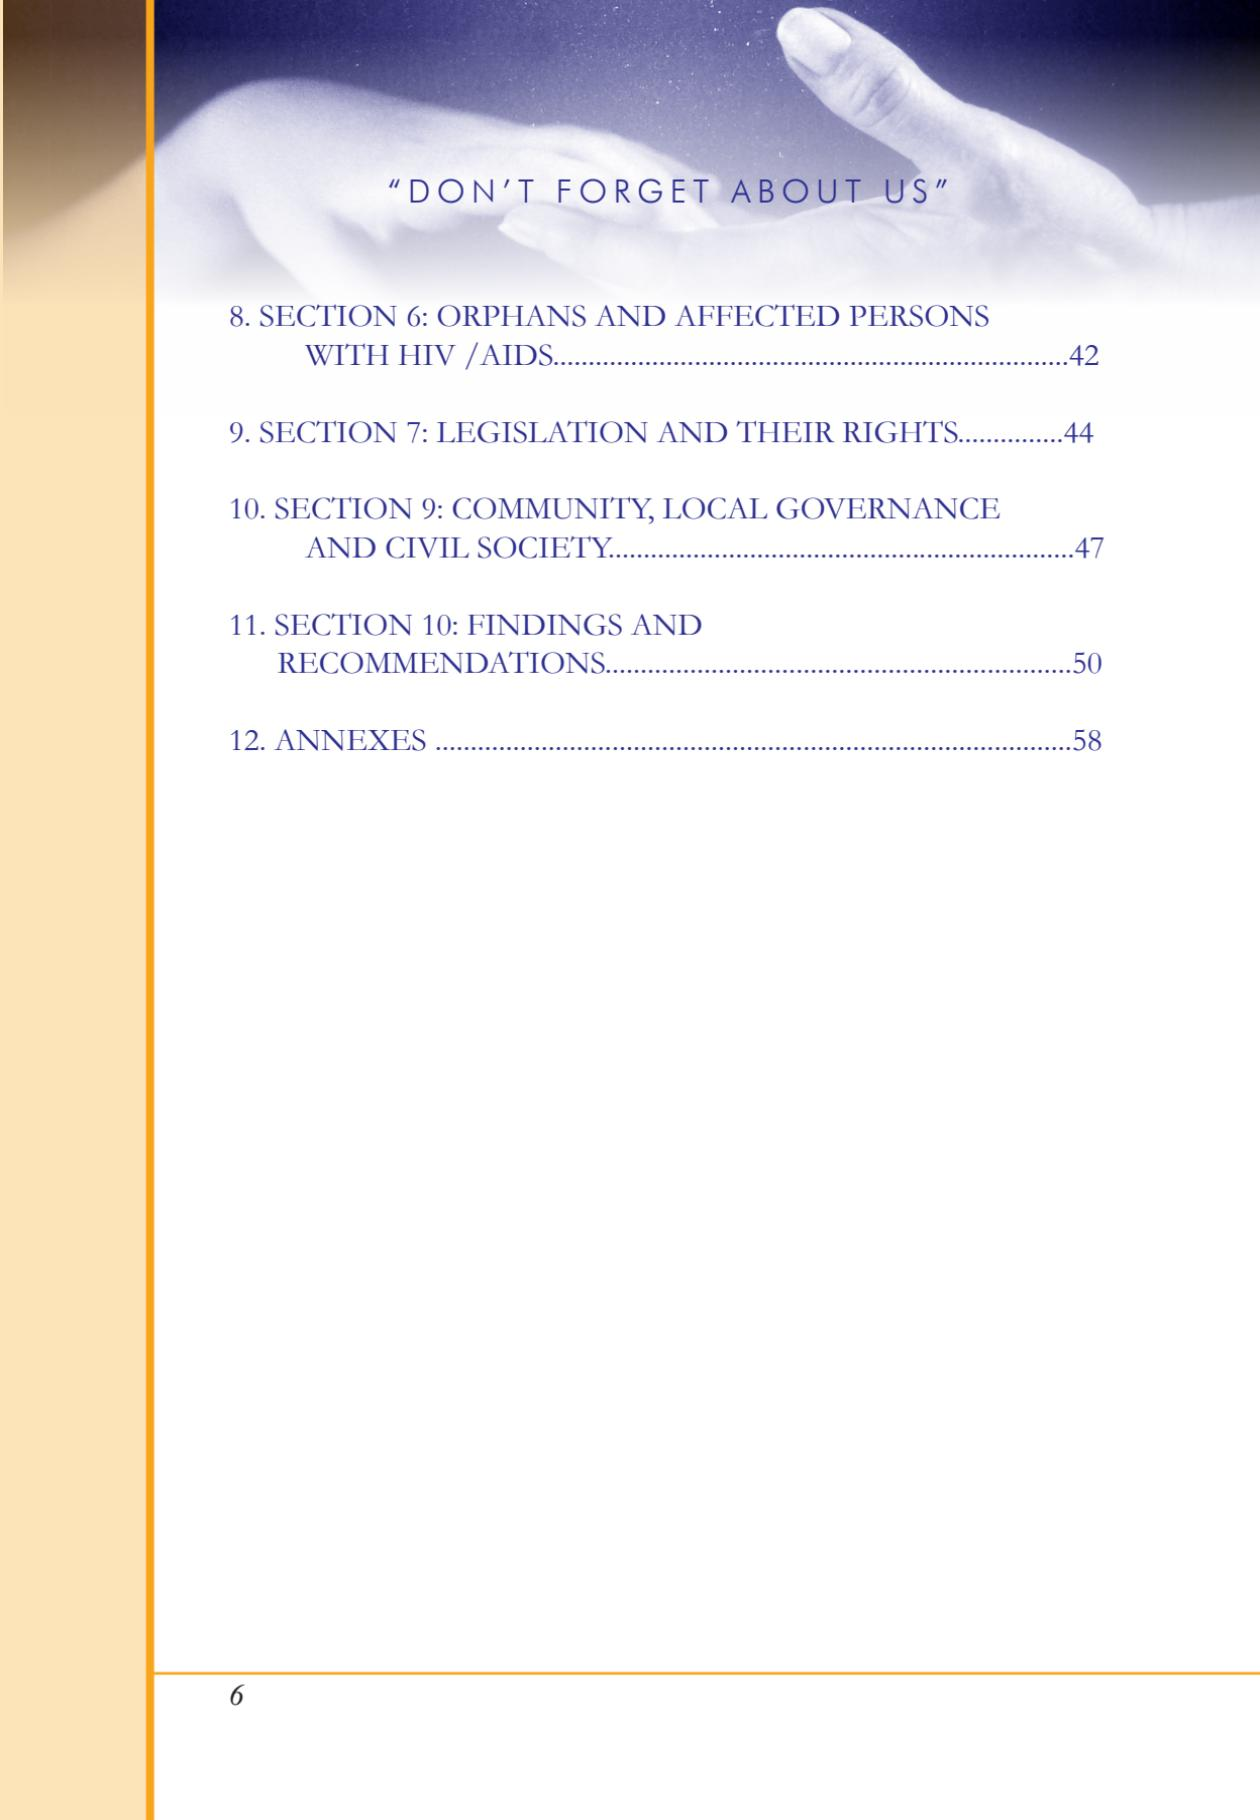 “DON’T FORGET ABOUT US”
8. SECTION 6: ORPHANS AND AFFECTED PERSONS
WITH HIV /AIDS.........................................................................42
9. SECTION 7: LEGISLATION AND THEIR RIGHTS...............44
10. SECTION 9: COMMUNITY, LOCAL GOVERNANCE
AND CIVIL SOCIETY..................................................................47
11. SECTION 10: FINDINGS AND
RECOMMENDATIONS..................................................................50
12. ANNEXES ..........................................................................................58
6